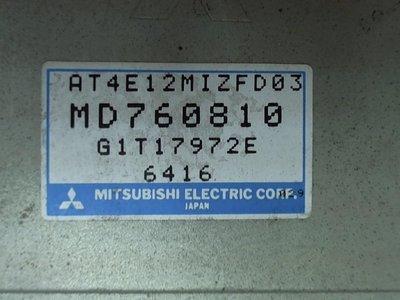 AT4E12MIZFD03
MD760810
G1T17972E
6416
MITSUBISHI ELECTRIC CORP.
JAPAN